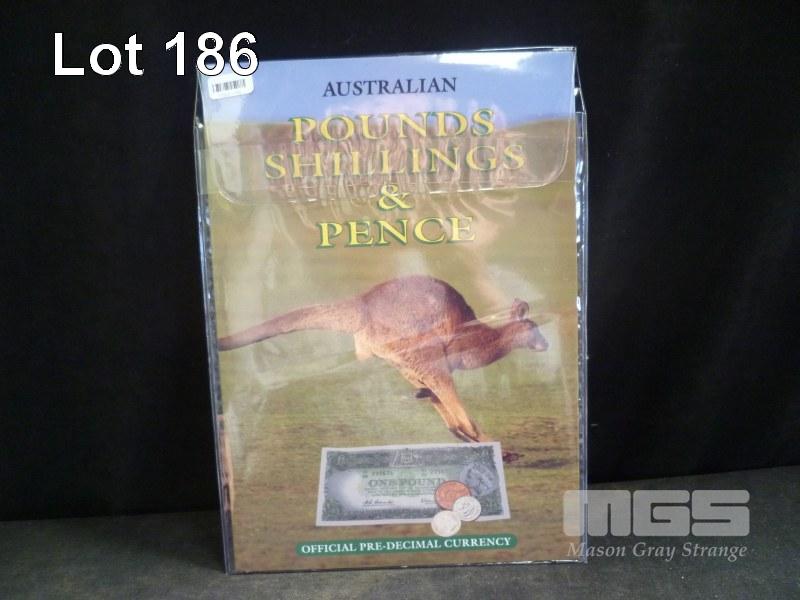 Lot 186
AUSTRALIAN
POUNDS
SHILLINGS
&
PENCE
ONE POUND
OFFICIAL PRE-DECIMAL CURRENCY
MGS
Mason Gray Strange